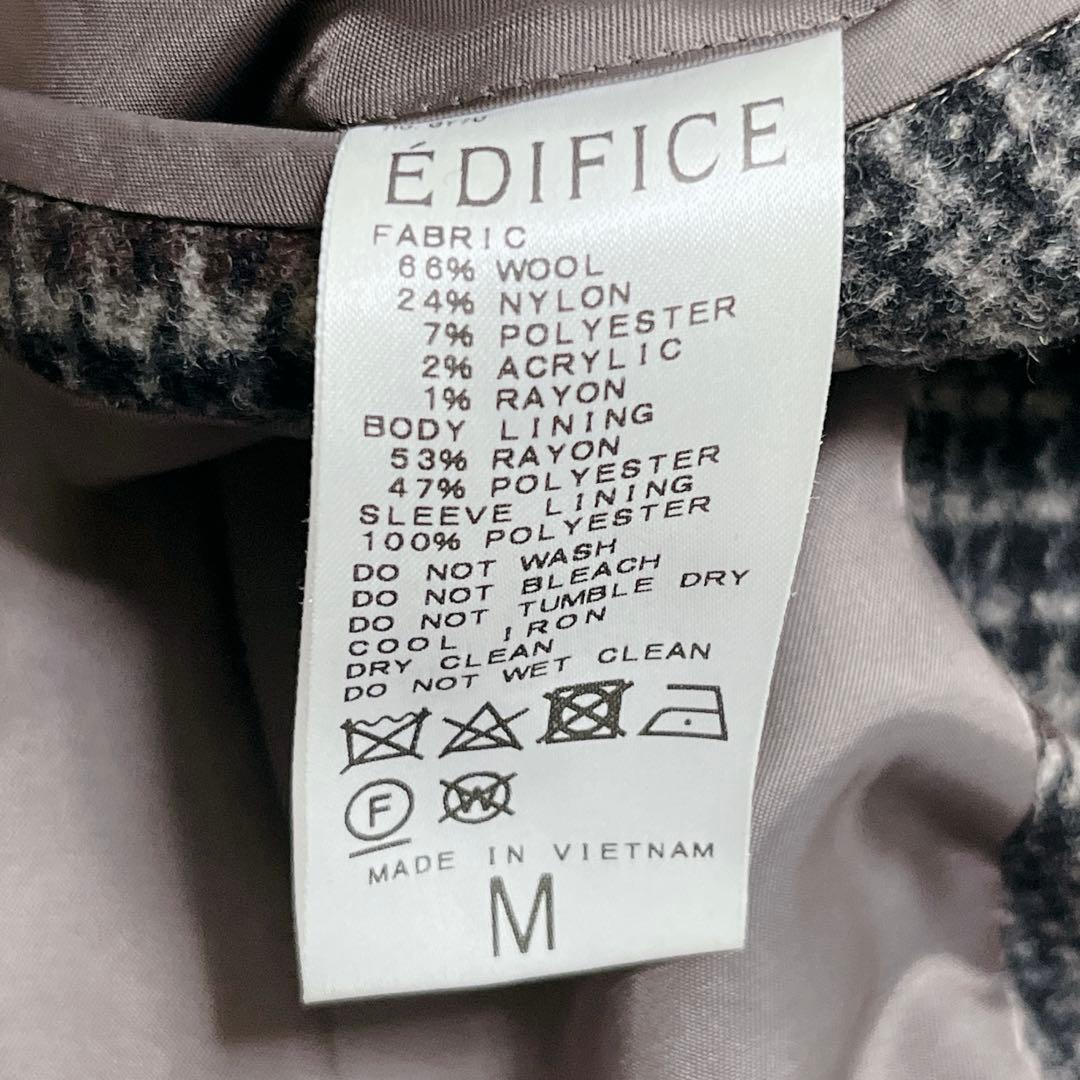 ÉDIFICE
FABRIC
66% WOOL
24% NYLON
7% POLYESTER
2% ACRYLIC
1% RAYON
BODY LINING
53% RAYON
47% POLYESTER
SLEEVE LINING
100% POLYESTER
DO NOT WASH
DO NOT BLEACH
DO NOT TUMBLE DRY
COOL IRON
DRY CLEAN
DO NOT WET CLEAN
F W
MADE IN VIETNAM
M